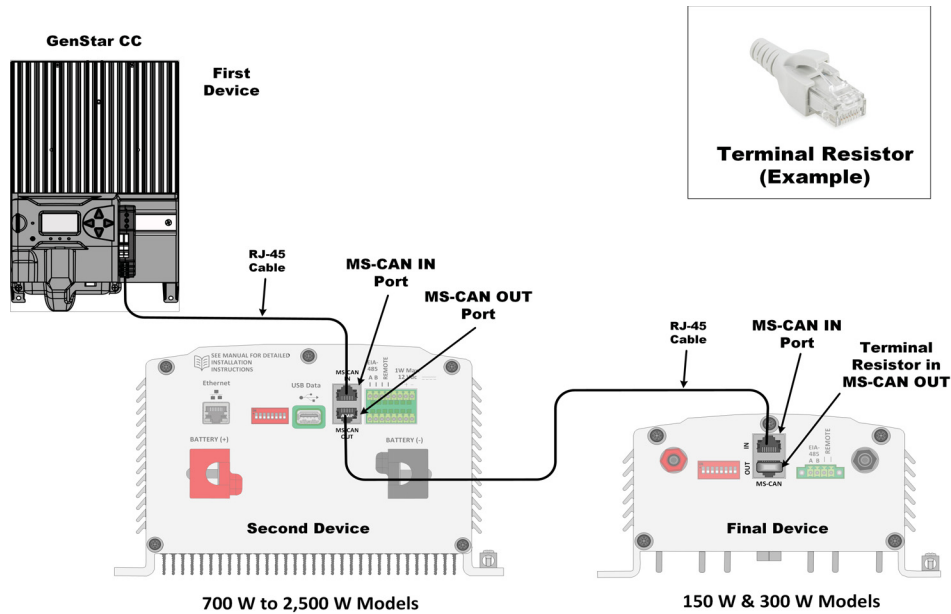 GenStar CC
First
Device
Terminal Resistor
(Example)
RJ-45
Cable
MS-CAN IN
Port
MS-CAN OUT
Port
RJ-45
Cable
MS-CAN IN
Port
Terminal
Resistor in
MS-CAN OUT
SEE MANUAL FOR DETAILED
INSTALLATION
INSTRUCTIONS
Ethernet
USB Data
MS-CAN
IN
MS-CAN
OUT
EIA-
485
A B
REMOTE
1W Max
BATTERY (+)
BATTERY (-)
Second Device
700 W to 2,500 W Models
IN
OUT
MS-CAN
EIA-
485
A B
REMOTE
Final Device
150 W & 300 W Models